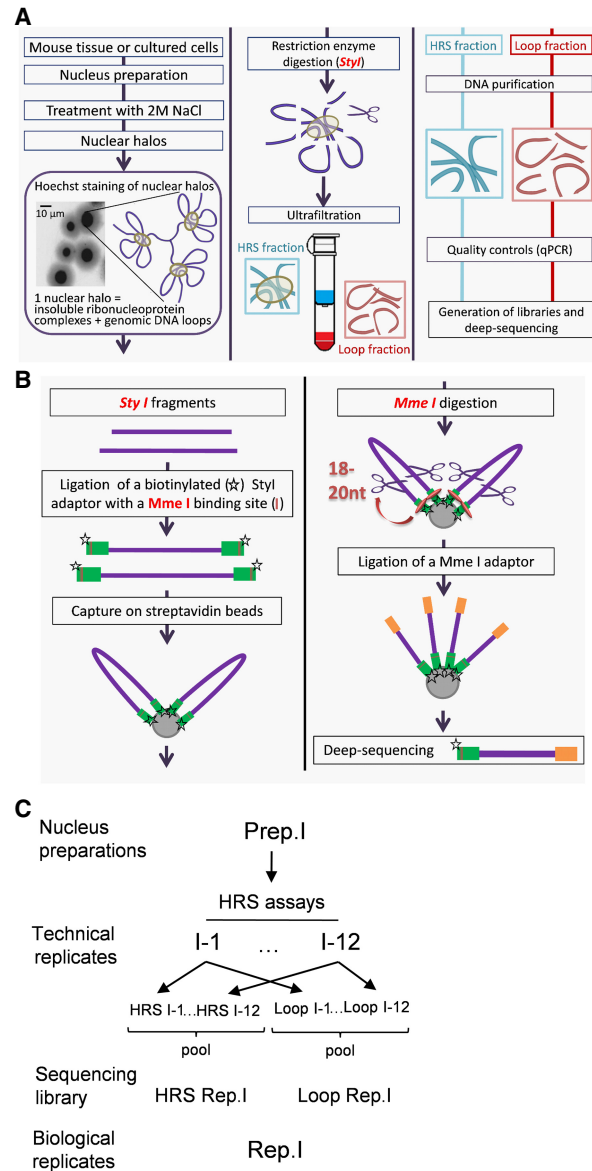 A
Mouse tissue or cultured cells
Nucleus preparation
Treatment with 2M NaCl
Nuclear halos
Hoechst staining of nuclear halos
10 µm
1 nuclear halo =
insoluble ribonucleoprotein
complexes + genomic DNA loops
Restriction enzyme
digestion (StyI)
Ultrafiltration
HRS fraction
Loop fraction
HRS fraction
Loop fraction
DNA purification
Quality controls (qPCR)
Generation of libraries and
deep-sequencing
B
Sty I fragments
Ligation of a biotinylated (☆) StyI
adaptor with a Mme I binding site (I)
Capture on streptavidin beads
Mme I digestion
18-
20nt
Ligation of a Mme I adaptor
Deep-sequencing
C
Nucleus
preparations
Prep.I
HRS assays
Technical
replicates
I-1 ... I-12
HRS I-1...HRS I-12
Loop I-1...Loop I-12
pool
pool
Sequencing
library
HRS Rep.I
Loop Rep.I
Biological
replicates
Rep.I